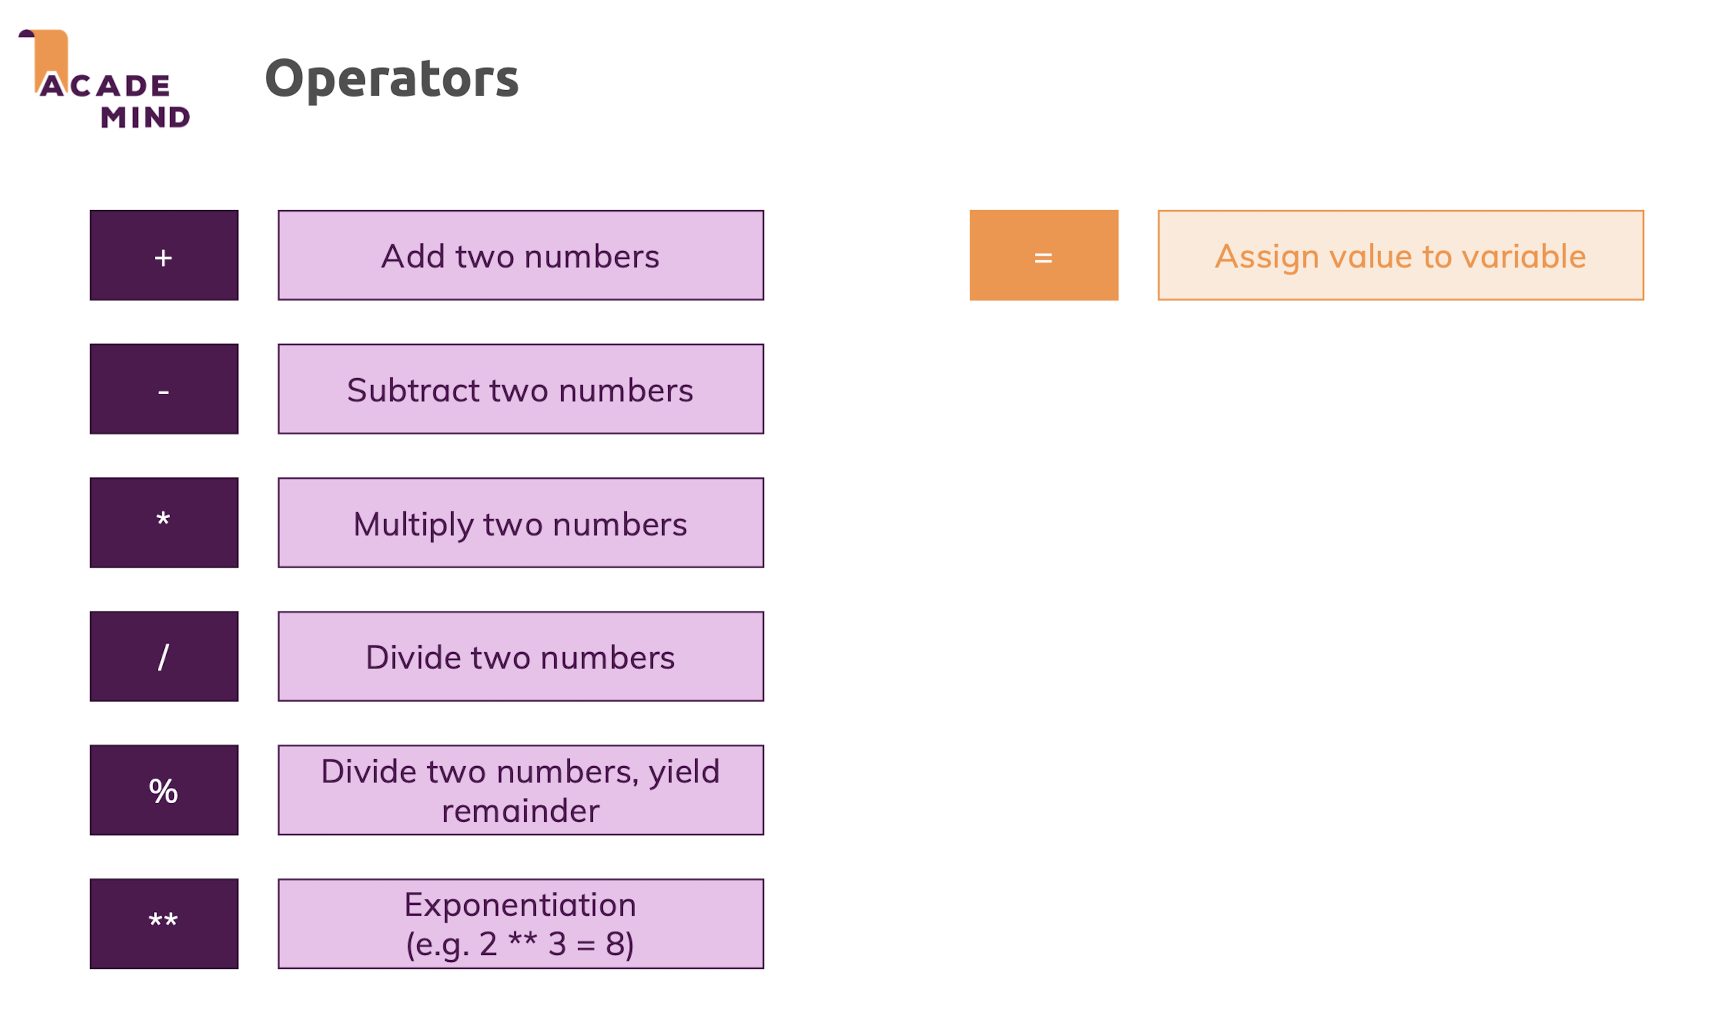 ACADE
MIND
Operators
+
Add two numbers
=
Assign value to variable
-
Subtract two numbers
*
Multiply two numbers
/
Divide two numbers
%
Divide two numbers, yield
remainder
**
Exponentiation
(e.g. 2 ** 3 = 8)